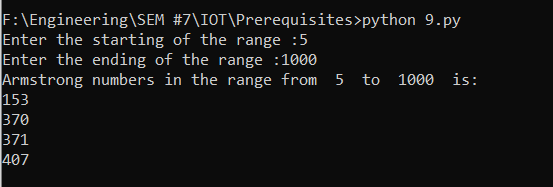 F:\Engineering\SEM #7\IOT\Prerequisites>python 9.py
Enter the starting of the range :5
Enter the ending of the range :1000
Armstrong numbers in the range from  5  to  1000  is:
153
370
371
407